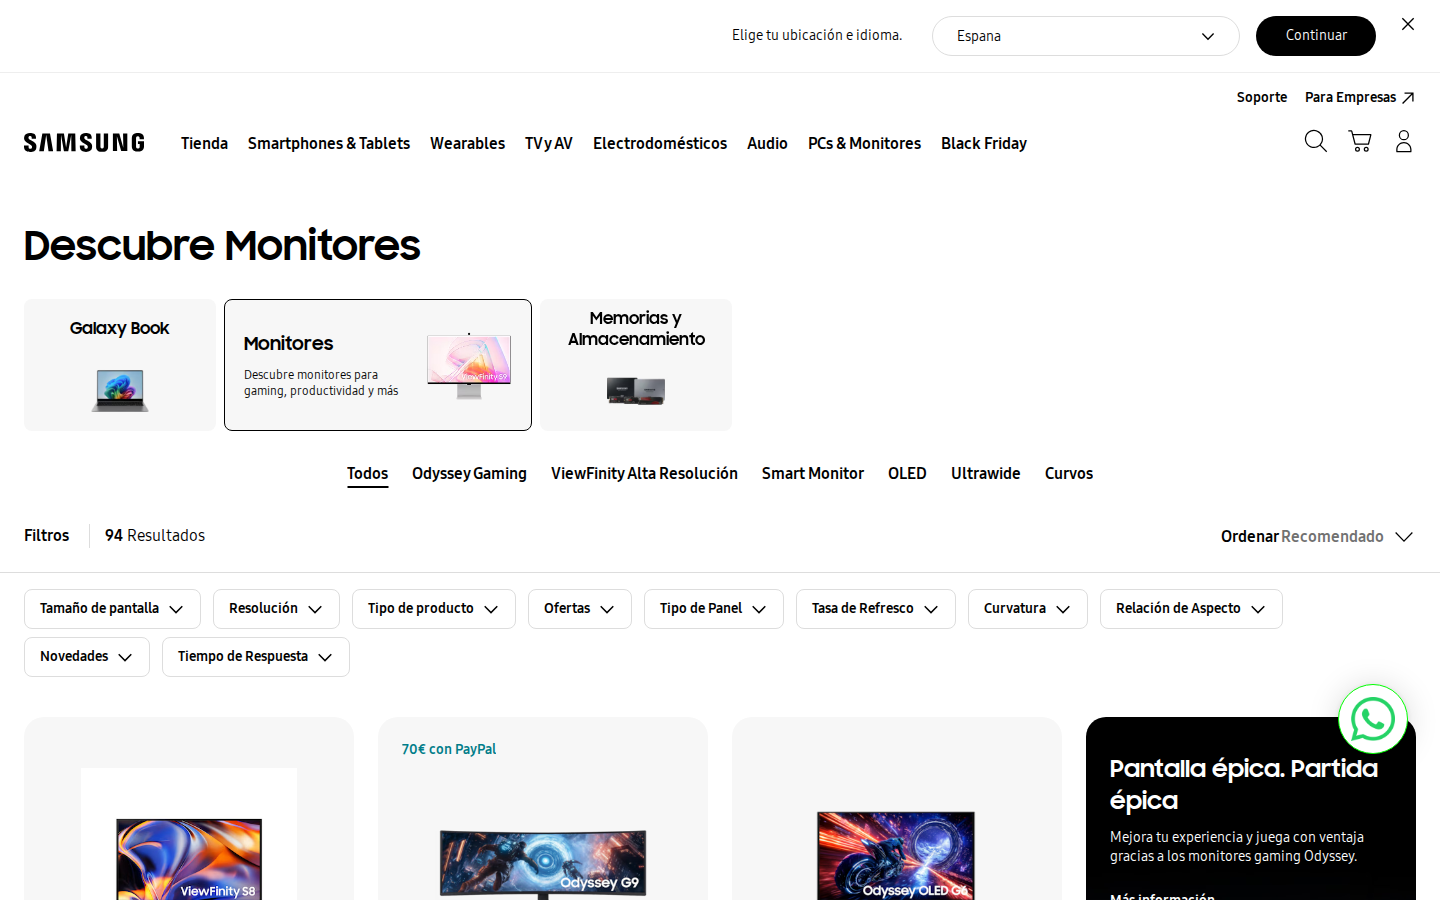 Elige tu ubicación e idioma.
Espana
Continuar
Soporte
Para Empresas
SAMSUNG
Tienda
Smartphones & Tablets
Wearables
TV y AV
Electrodomésticos
Audio
PCs & Monitores
Black Friday
Descubre Monitores
Galaxy Book
Monitores
Descubre monitores para
gaming, productividad y más
ViewFinity S9
Memorias y
Almacenamiento
Todos
Odyssey Gaming
ViewFinity Alta Resolución
Smart Monitor
OLED
Ultrawide
Curvos
Filtros
94 Resultados
Ordenar Recomendado
Tamaño de pantalla
Resolución
Tipo de producto
Ofertas
Tipo de Panel
Tasa de Refresco
Curvatura
Relación de Aspecto
Novedades
Tiempo de Respuesta
ViewFinity S8
70€ con PayPal
Odyssey G9
Odyssey OLED G6
Pantalla épica. Partida
épica
Mejora tu experiencia y juega con ventaja
gracias a los monitores gaming Odyssey.
Más información